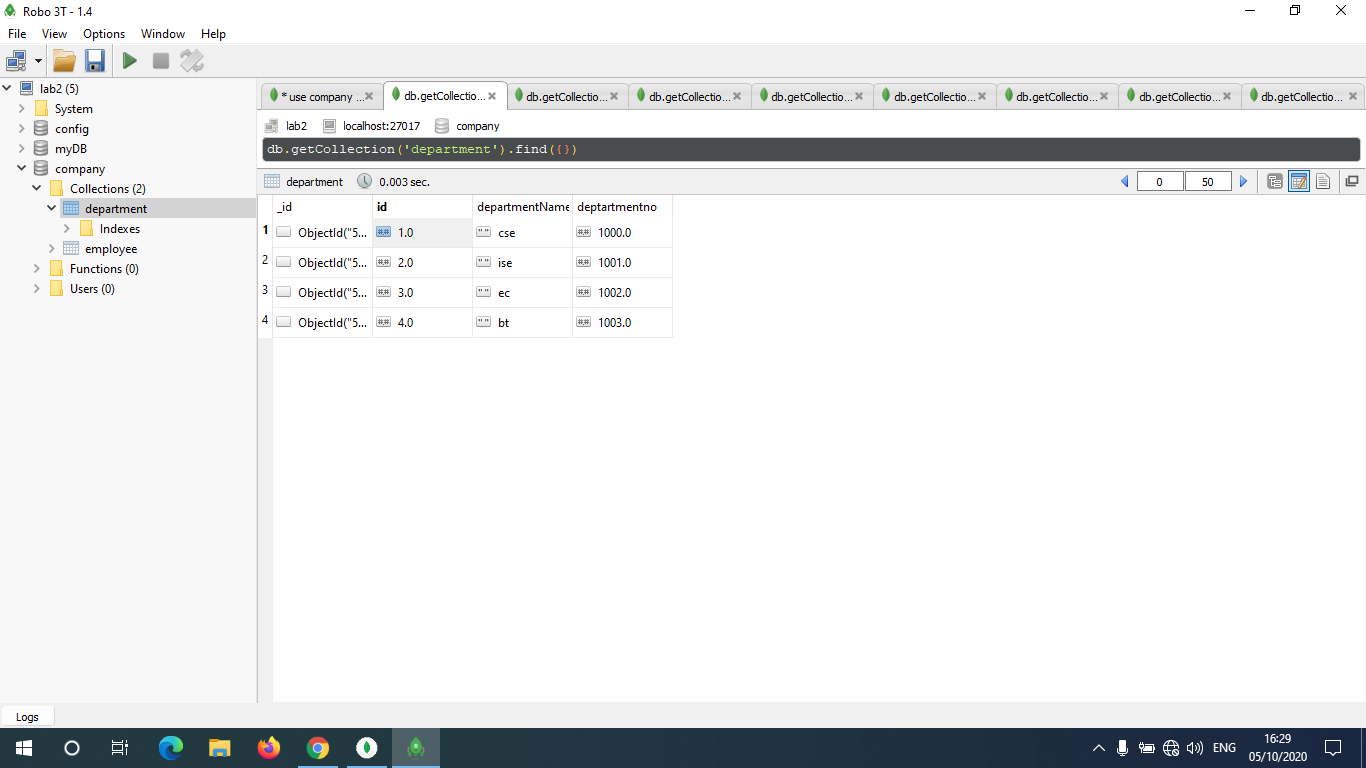 Robo 3T - 1.4
File View Options Window Help
lab2 (5)
System
config
myDB
company
Collections (2)
department
Indexes
employee
Functions (0)
Users (0)
* use company ... db.getCollectio... db.getCollectio... db.getCollectio... db.getCollectio... db.getCollectio... db.getCollectio... db.getCollectio... db.getCollectio...
lab2 localhost:27017 company
db.getCollection('department').find({})
department 0.003 sec. 0 50
_id id departmentName deptartmentno
1 ObjectId("5... #.# 1.0 " " cse #.# 1000.0
2 ObjectId("5... #.# 2.0 " " ise #.# 1001.0
3 ObjectId("5... #.# 3.0 " " ec #.# 1002.0
4 ObjectId("5... #.# 4.0 " " bt #.# 1003.0
Logs
ENG
16:29
05/10/2020